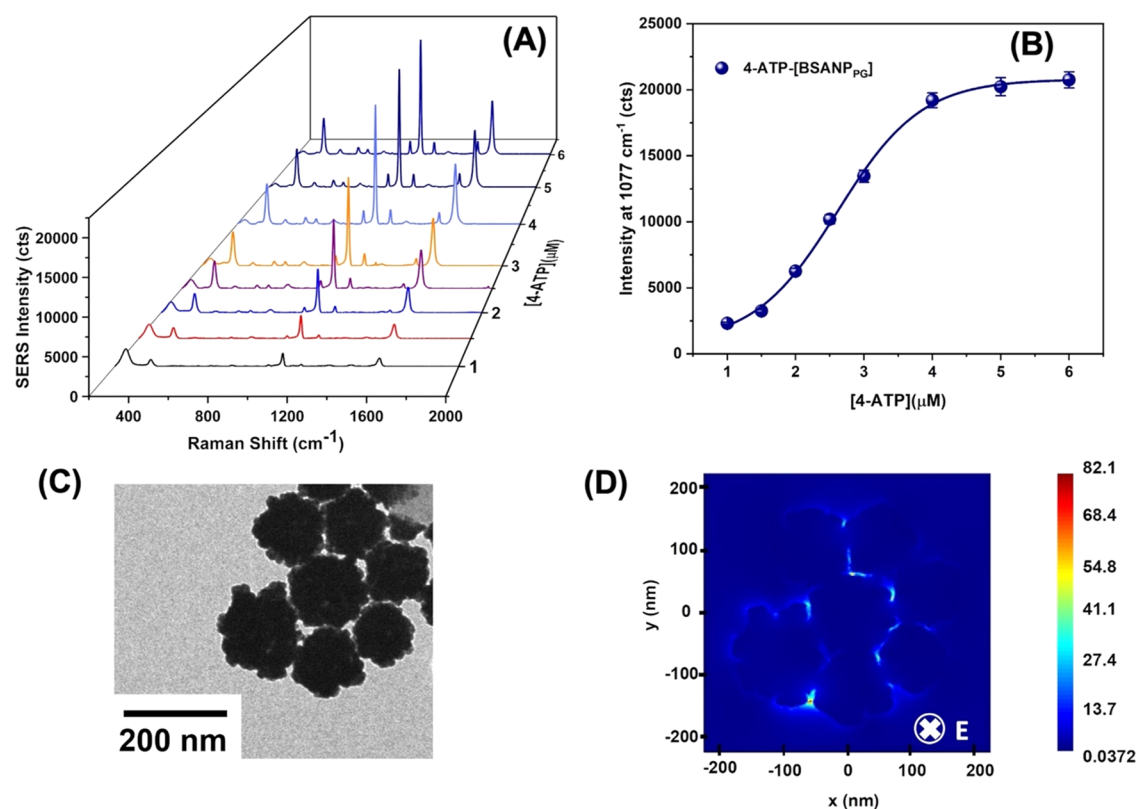 (A)
20000
15000
10000
5000
0
SERS Intensity (cts)
400
800
1200
1600
2000
Raman Shift (cm⁻¹)
1
2
3
4
5
6
[4-ATP](μM)
(B)
4-ATP-[BSANP_PG]
25000
20000
15000
10000
5000
0
Intensity at 1077 cm⁻¹ (cts)
1 2 3 4 5 6
[4-ATP](μM)
(C)
200 nm
(D)
200
100
0
-100
-200
y (nm)
-200 -100 0 100 200
x (nm)
E
82.1
68.4
54.8
41.1
27.4
13.7
0.0372